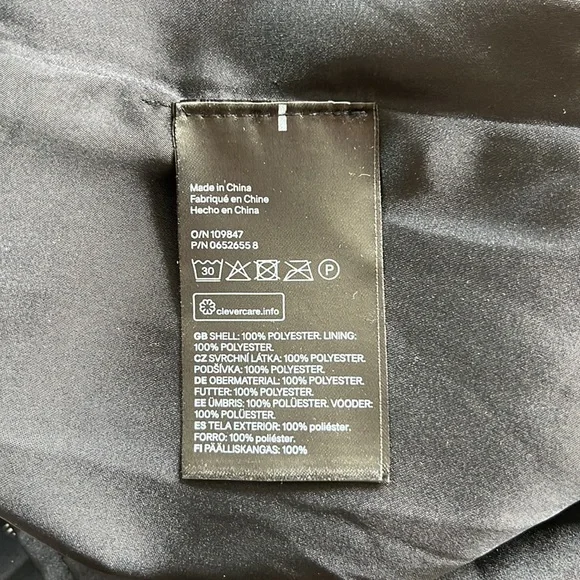 Made in China
Fabriqué en Chine
Hecho en China
O/N 109847
P/N 0652655 8
30
P
clevercare.info
GB SHELL: 100% POLYESTER. LINING:
100% POLYESTER.
CZ SVRCHNÍ LÁTKA: 100% POLYESTER.
PODŠÍVKA: 100% POLYESTER.
DE OBERMATERIAL: 100% POLYESTER.
FUTTER: 100% POLYESTER.
EE ÜMBRIS: 100% POLÜESTER. VOODER:
100% POLÜESTER.
ES TELA EXTERIOR: 100% poliéster.
FORRO: 100% poliéster.
FI PÄÄLLISKANGAS: 100%